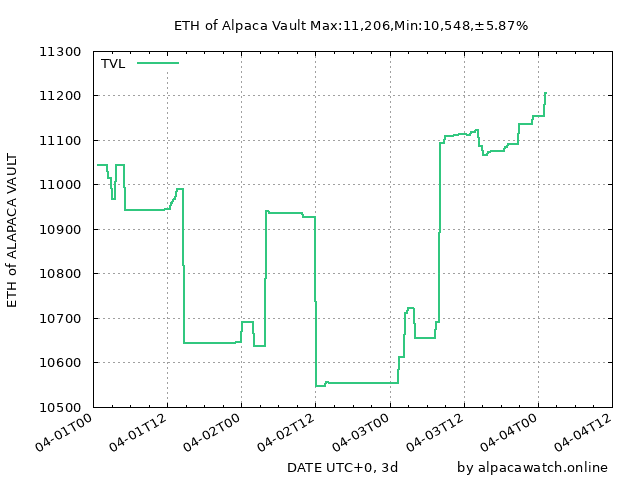 ETH of Alpaca Vault Max:11,206,Min:10,548,±5.87%
TVL
11300
11200
11100
11000
10900
10800
10700
10600
10500
ETH of ALAPACA VAULT
04-01T00
04-01T12
04-02T00
04-02T12
04-03T00
04-03T12
04-04T00
04-04T12
DATE UTC+0, 3d
by alpacawatch.online